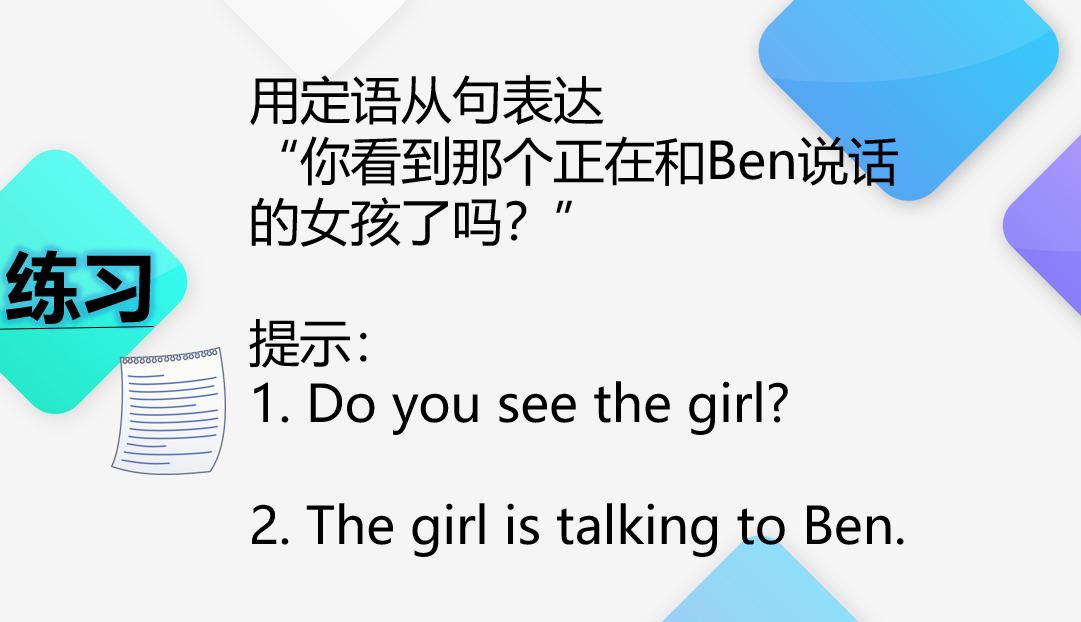 练习
用定语从句表达
“你看到那个正在和Ben说话
的女孩了吗？”
提示：
1. Do you see the girl?
2. The girl is talking to Ben.